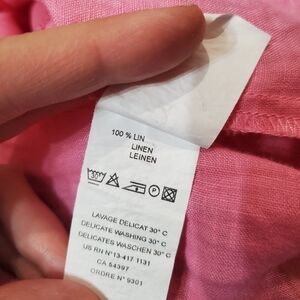 100 % LIN
LINEN
LEINEN
30°
P
LAVAGE DELICAT 30° C
DELICATE WASHING 30° C
DELICATES WASCHEN 30° C
US RN N°13-417 1131
CA 54397
ORDRE N° 9301